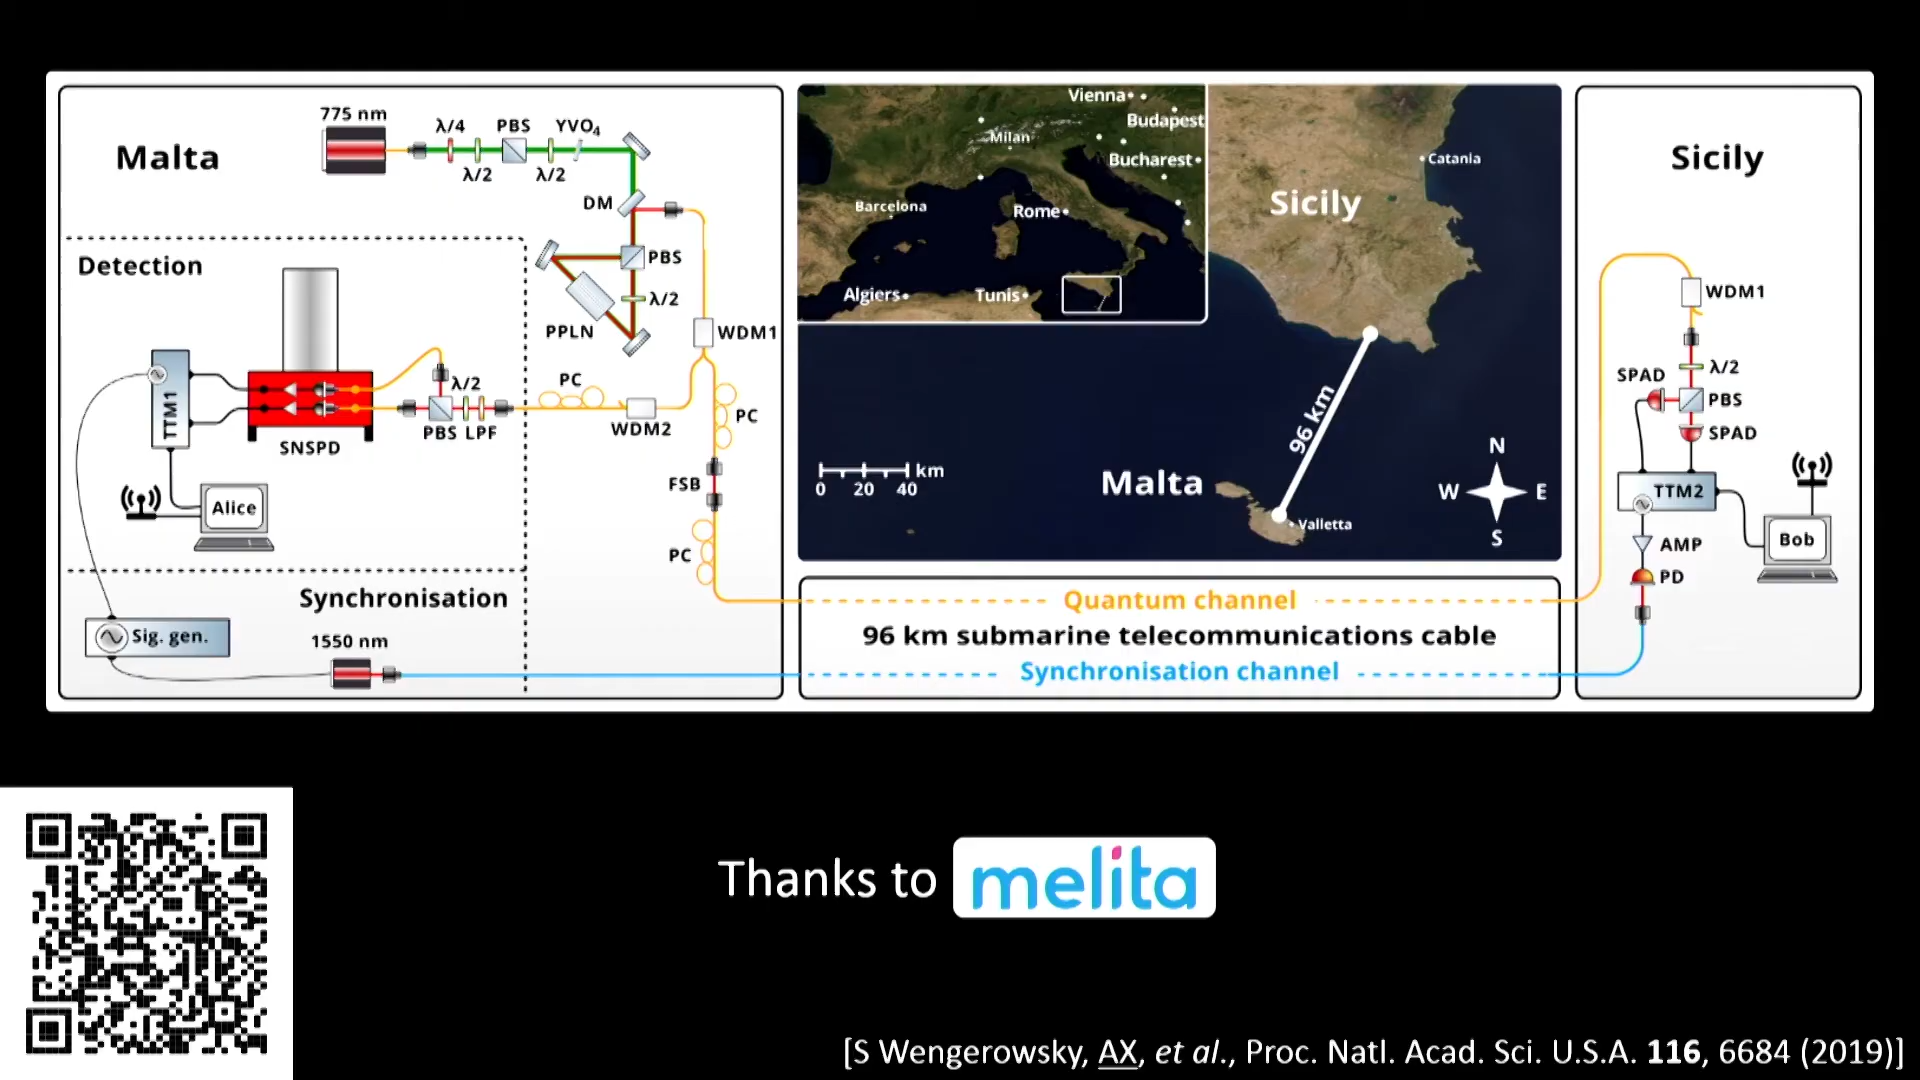 Malta
775 nm
λ/4
PBS
YVO4
λ/2
λ/2
DM
PBS
λ/2
PPLN
WDM1
Detection
TTM1
SNSPD
λ/2
PBS LPF
PC
WDM2
PC
FSB
PC
Alice
Synchronisation
Sig. gen.
1550 nm
Vienna
Budapest
Milan
Bucharest
Barcelona
Rome
Algiers
Tunis
Catania
Sicily
96 km
Malta
Valletta
km
0 20 40
N
W E
S
Quantum channel
96 km submarine telecommunications cable
Synchronisation channel
Sicily
WDM1
λ/2
SPAD
PBS
SPAD
TTM2
AMP
PD
Bob
Thanks to melita
[S Wengerowsky, AX, et al., Proc. Natl. Acad. Sci. U.S.A. 116, 6684 (2019)]